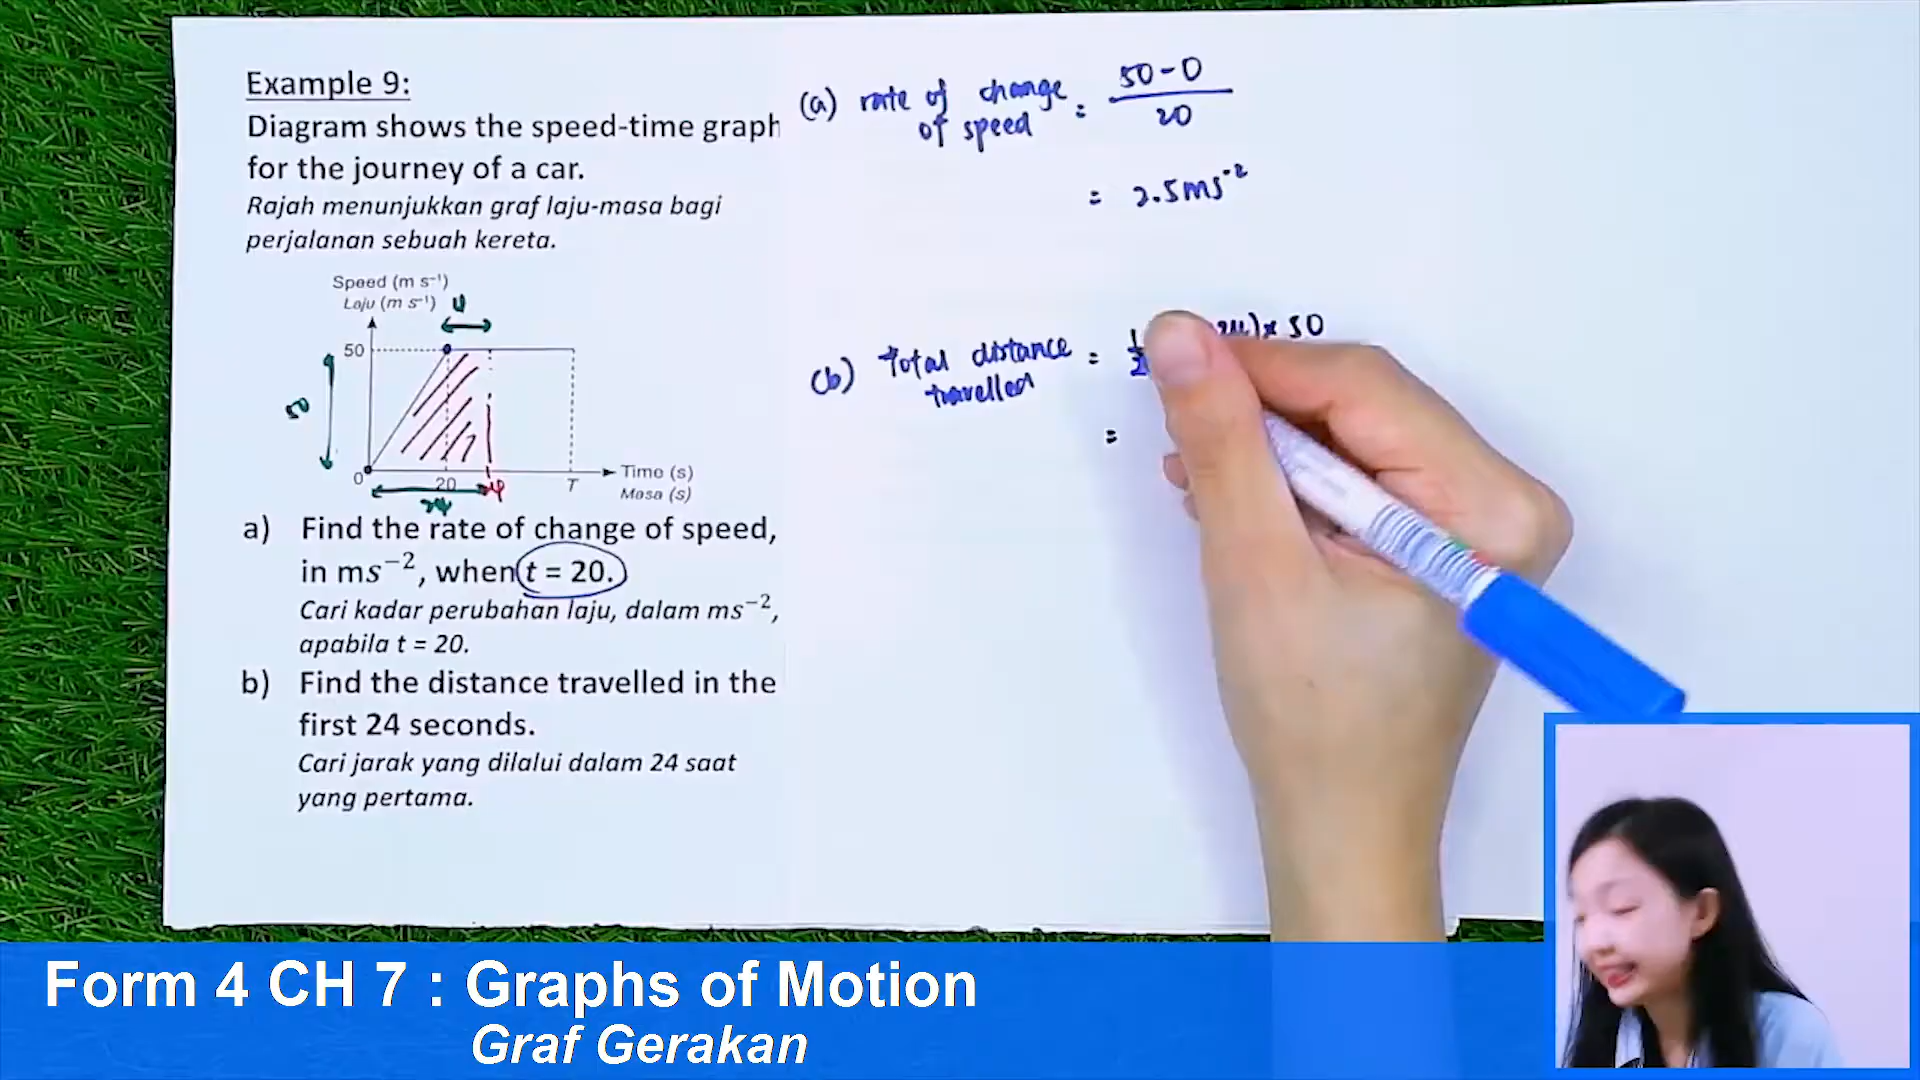 Example 9:
Diagram shows the speed-time graph
for the journey of a car.
Rajah menunjukkan graf laju-masa bagi
perjalanan sebuah kereta.
Speed (m s⁻¹)
Laju (m s⁻¹)
4
50
50
0
20
24
T
Time (s)
Masa (s)
24
a) Find the rate of change of speed,
in ms⁻², when t = 20.
Cari kadar perubahan laju, dalam ms⁻²,
apabila t = 20.
b) Find the distance travelled in the
first 24 seconds.
Cari jarak yang dilalui dalam 24 saat
yang pertama.
(a) rate of change of speed = 50-0 / 20
= 2.5ms⁻²
(b) Total distance travelled = 1/2 24) x 50
=
Form 4 CH 7 : Graphs of Motion
Graf Gerakan